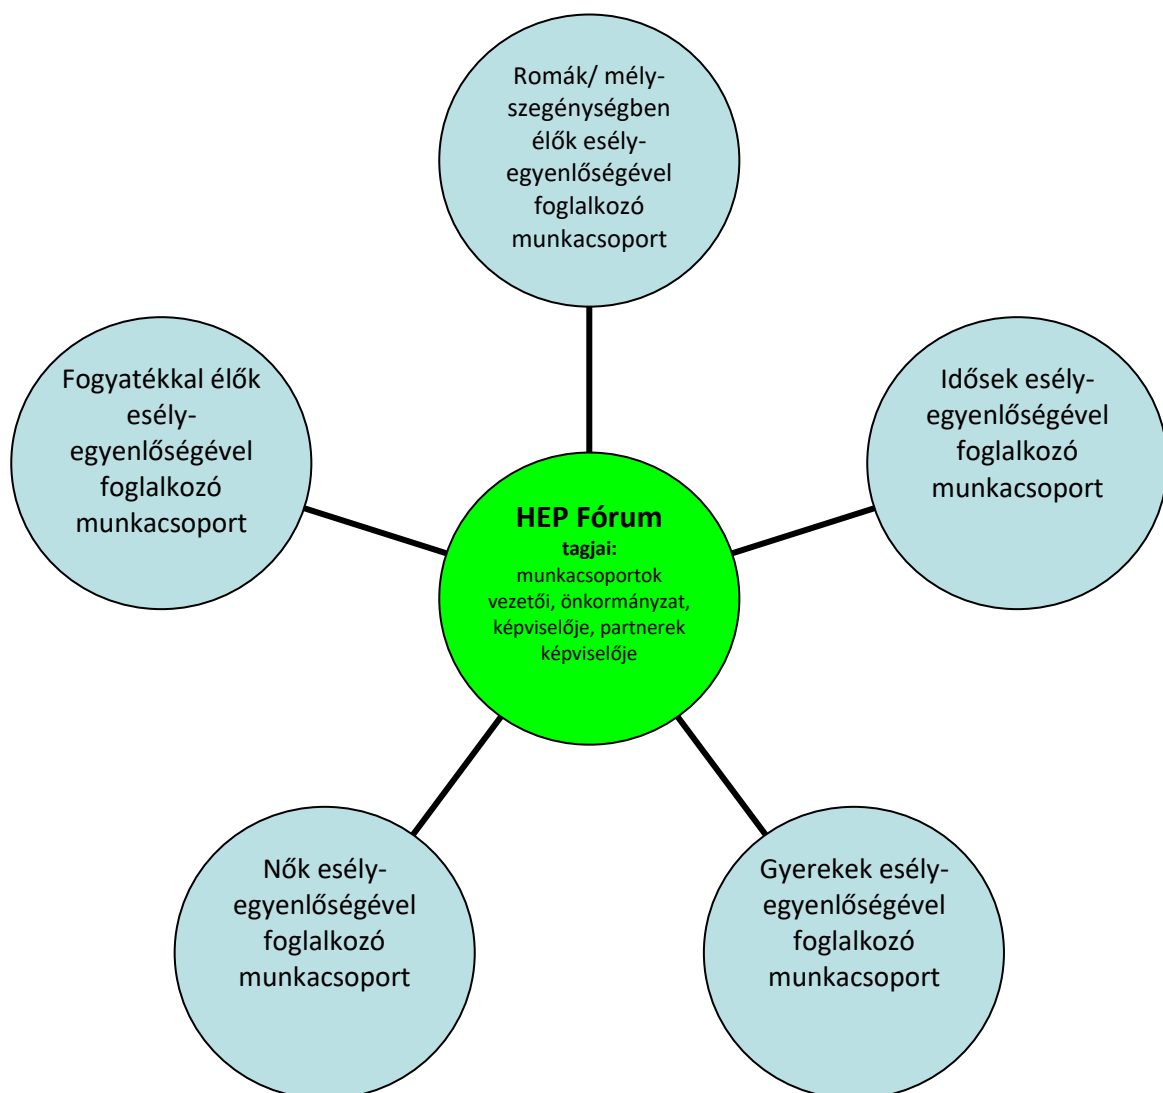 Romák/ mély-
szegénységben
élők esély-
egyenlőségével
foglalkozó
munkacsoport
Fogyatékkal élők
esély-
egyenlőségével
foglalkozó
munkacsoport
Idősek esély-
egyenlőségével
foglalkozó
munkacsoport
HEP Fórum
tagjai:
munkacsoportok
vezetői, önkormányzat,
képviselője, partnerek
képviselője
Nők esély-
egyenlőségével
foglalkozó
munkacsoport
Gyerekek esély-
egyenlőségével
foglalkozó
munkacsoport